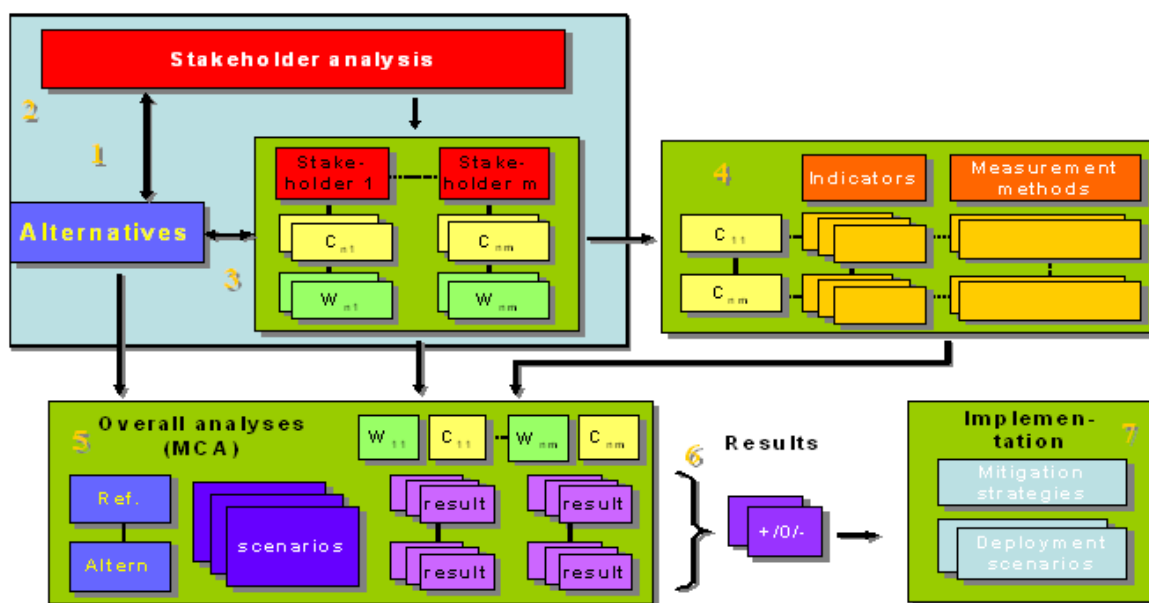 Stakeholder analysis
2
1
Alternatives
3
Stake-
holder 1
Stake-
holder m
C n1
C nm
W n1
W nm
4
Indicators
Measurement
methods
C 11
C nm
5
Overall analyses
(MCA)
W 11
C 11
W nm
C nm
Ref.
Altern
scenarios
result
result
result
result
6
Results
+/0/-
Implemen-
tation
7
Mitigation
strategies
Deployment
scenarios